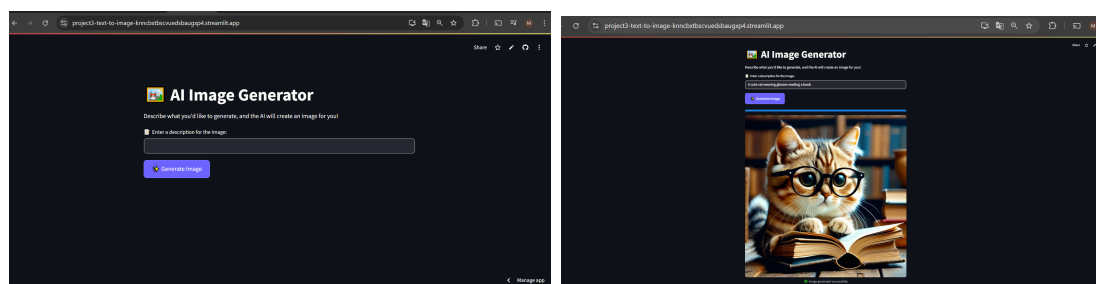 project3-text-to-image-knncbxtbscvuedsbaugxp4.streamlit.app
M
Share
AI Image Generator
Describe what you'd like to generate, and the AI will create an image for you!
Enter a description for the image:
Generate Image
Manage app
project3-text-to-image-knncbxtbscvuedsbaugxp4.streamlit.app
M
Share
AI Image Generator
Describe what you'd like to generate, and the AI will create an image for you!
Enter a description for the image:
A cute cat wearing glasses reading a book
Generate Image
Image generated successfully